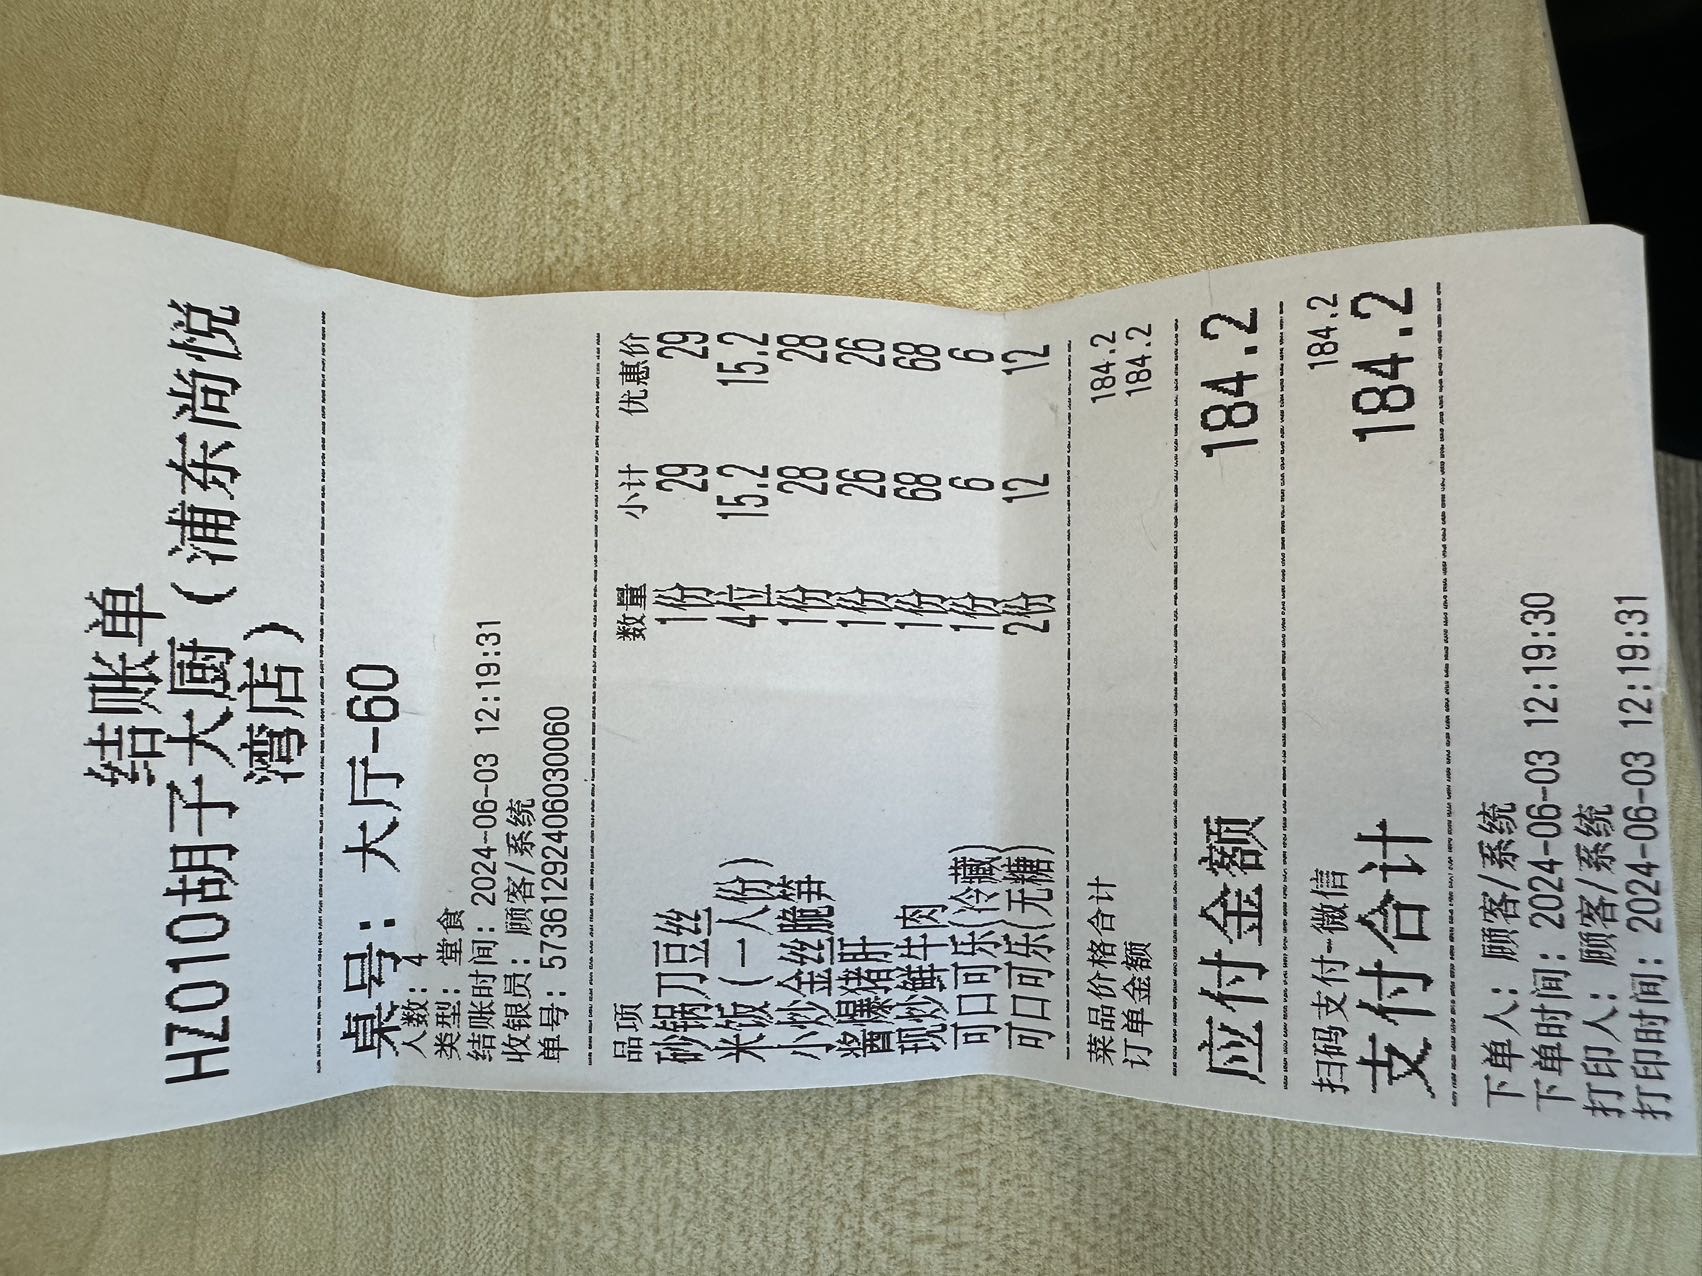 结账单
HZ010胡子大厨(浦东尚悦
湾店)
桌号: 大厅-60
人数: 4
类型: 堂食
结账时间: 2024-06-03 12:19:31
收银员: 顾客/系统
单号: 573612924060300​60
品项 数量 小计 优惠价
砂锅刀豆丝 1份 29 29
米饭(一人份) 4位 15.2 15.2
小炒金丝脆笋 1份 28 28
酱爆猪肝 1份 26 26
现炒鲜牛肉 1份 68 68
可口可乐(冷藏) 1份 6 6
可口可乐(无糖) 2份 12 12
菜品价格合计 184.2
订单金额 184.2
应付金额 184.2
扫码支付-微信 184.2
支付合计 184.2
下单人: 顾客/系统
下单时间: 2024-06-03 12:19:30
打印人: 顾客/系统
打印时间: 2024-06-03 12:19:31